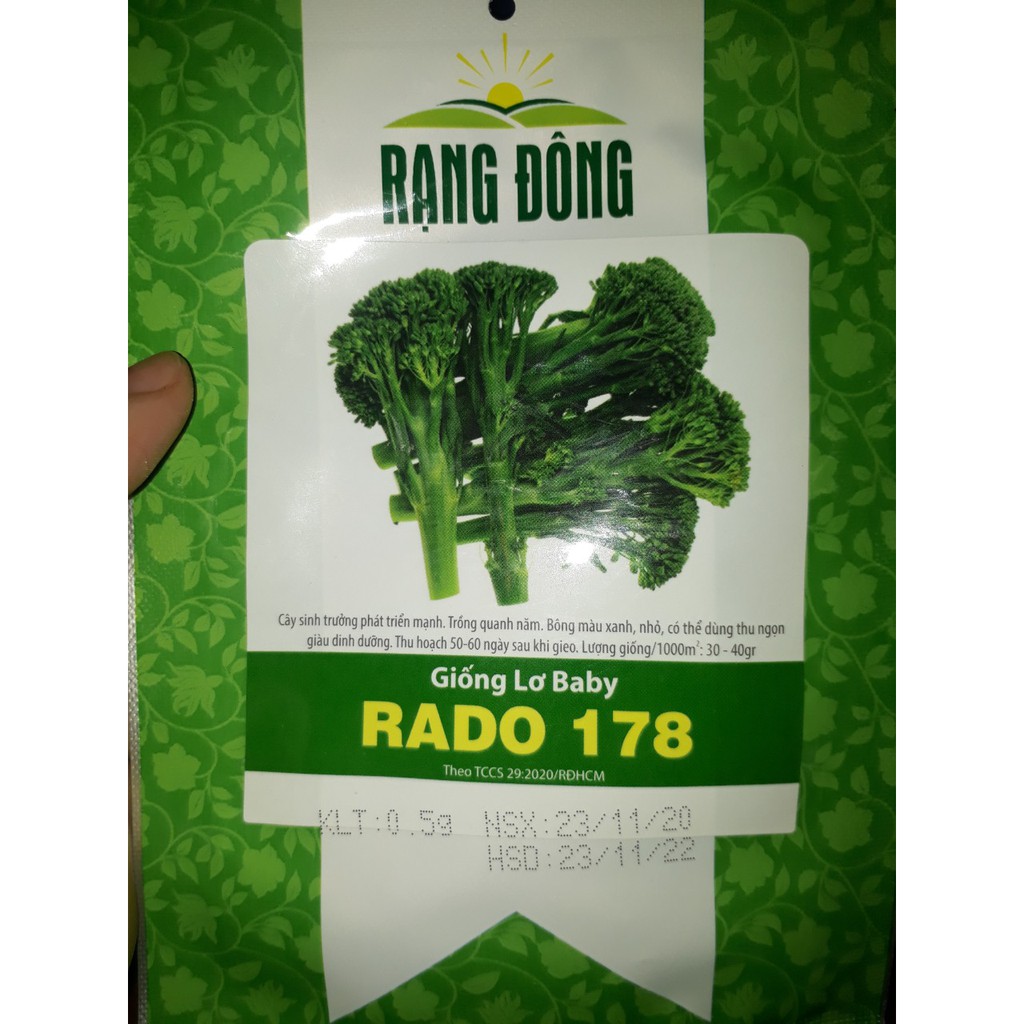 RẠNG ĐÔNG
Cây sinh trưởng phát triển mạnh. Trồng quanh năm. Bông màu xanh, nhỏ, có thể dùng thu ngọn
giàu dinh dưỡng. Thu hoạch 50-60 ngày sau khi gieo. Lượng giống/1000m²: 30 - 40gr
Giống Lơ Baby
RADO 178
Theo TCCS 29:2020/RĐHCM
KLT:0.5g NSX:23/11/20
HSD:23/11/22